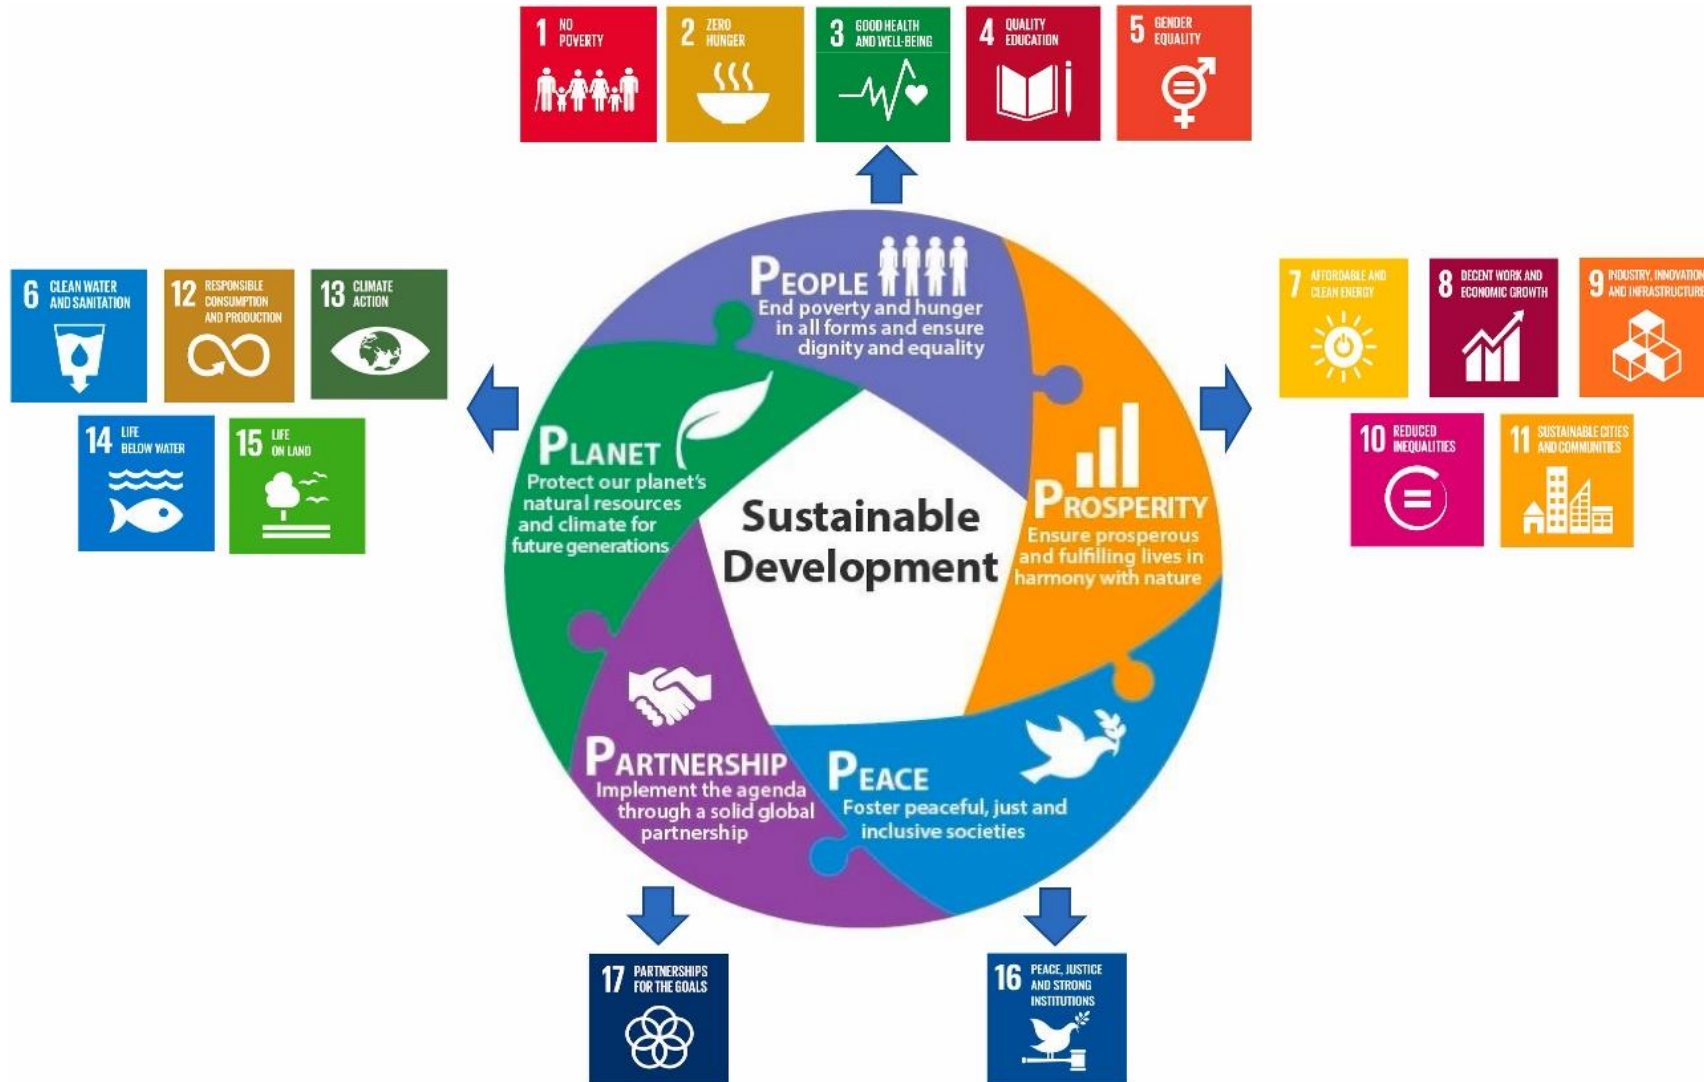 1 NO
POVERTY
2 ZERO
HUNGER
3 GOOD HEALTH
AND WELL-BEING
4 QUALITY
EDUCATION
5 GENDER
EQUALITY
6 CLEAN WATER
AND SANITATION
12 RESPONSIBLE
CONSUMPTION
AND PRODUCTION
13 CLIMATE
ACTION
14 LIFE
BELOW WATER
15 LIFE
ON LAND
PEOPLE
End poverty and hunger
in all forms and ensure
dignity and equality
PLANET
Protect our planet's
natural resources
and climate for
future generations
Sustainable
Development
PROSPERITY
Ensure prosperous
and fulfilling lives in
harmony with nature
7 AFFORDABLE AND
CLEAN ENERGY
8 DECENT WORK AND
ECONOMIC GROWTH
9 INDUSTRY, INNOVATION
AND INFRASTRUCTURE
10 REDUCED
INEQUALITIES
11 SUSTAINABLE CITIES
AND COMMUNITIES
PARTNERSHIP
Implement the agenda
through a solid global
partnership
PEACE
Foster peaceful, just and
inclusive societies
17 PARTNERSHIPS
FOR THE GOALS
16 PEACE, JUSTICE
AND STRONG
INSTITUTIONS